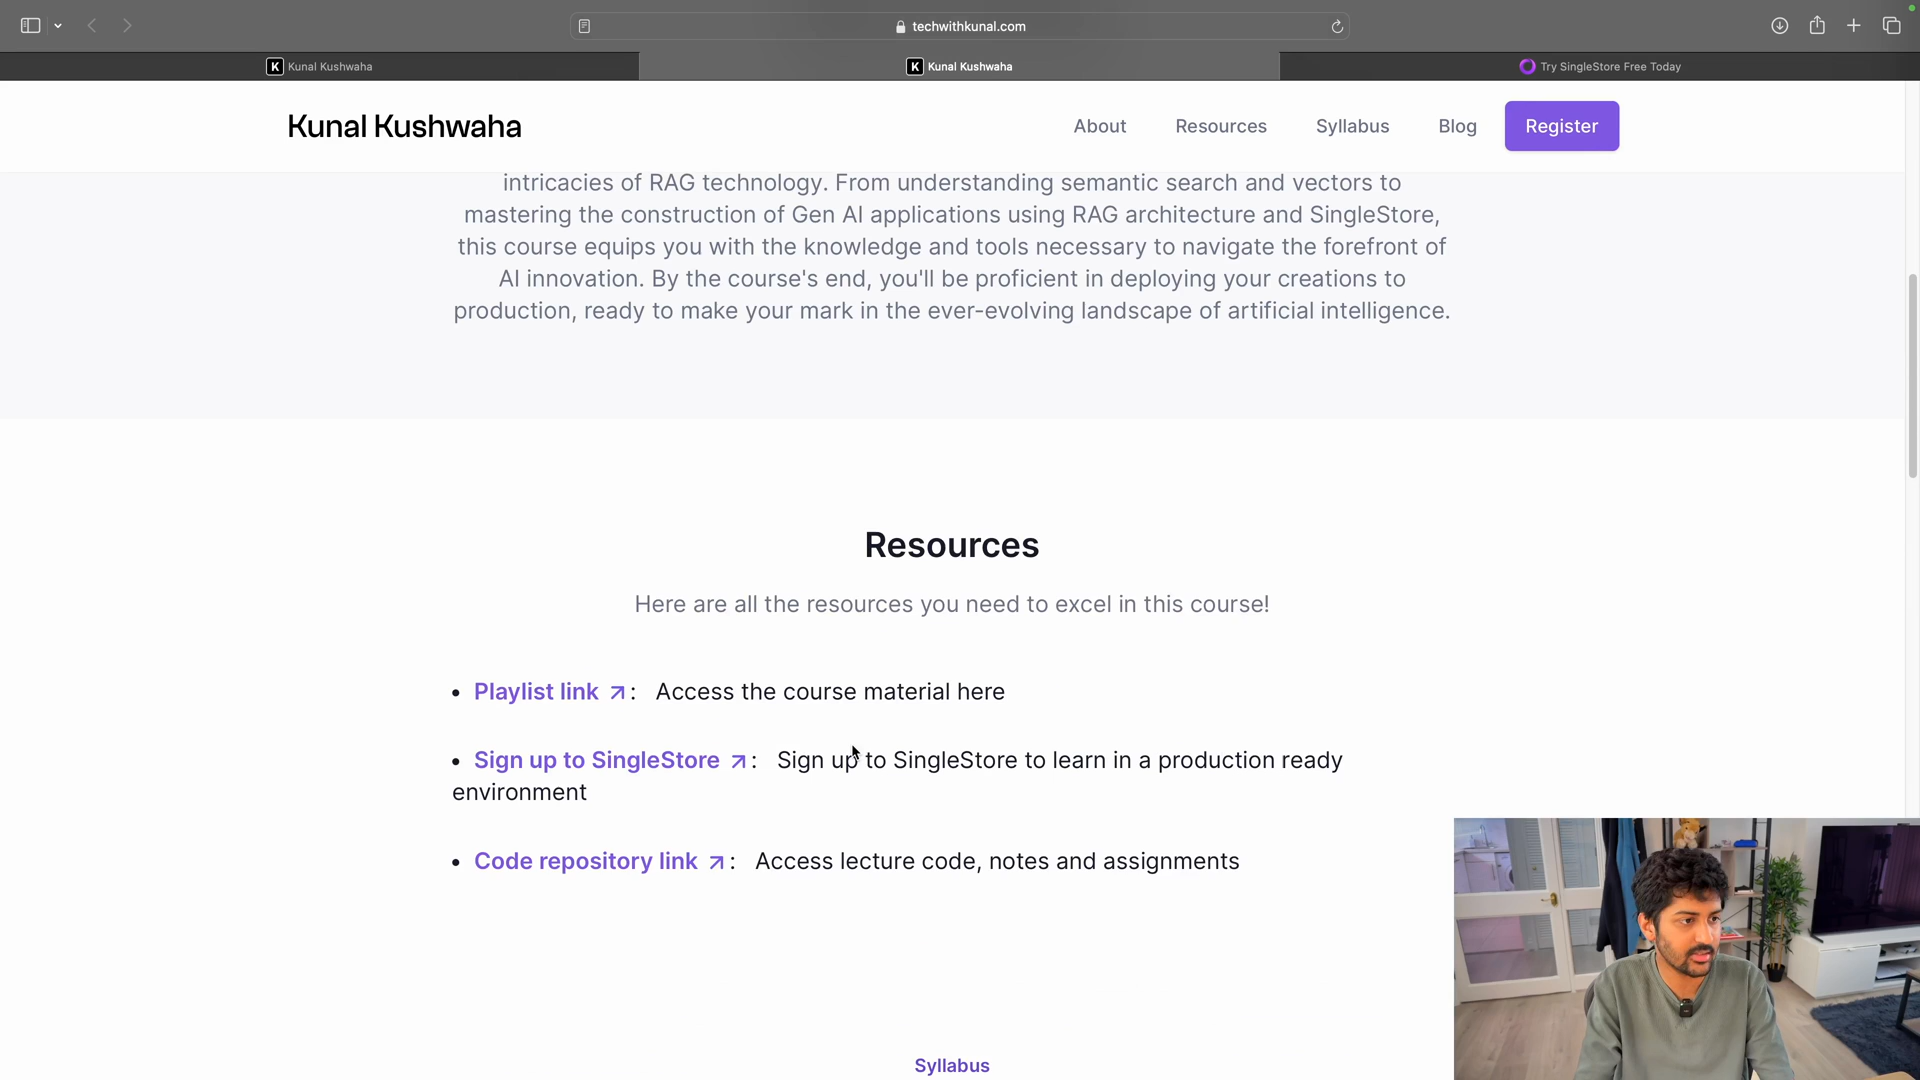 techwithkunal.com
K Kunal Kushwaha
K Kunal Kushwaha
Try SingleStore Free Today
Kunal Kushwaha
About
Resources
Syllabus
Blog
Register
intricacies of RAG technology. From understanding semantic search and vectors to
mastering the construction of Gen AI applications using RAG architecture and SingleStore,
this course equips you with the knowledge and tools necessary to navigate the forefront of
AI innovation. By the course's end, you'll be proficient in deploying your creations to
production, ready to make your mark in the ever-evolving landscape of artificial intelligence.
Resources
Here are all the resources you need to excel in this course!
• Playlist link ↗ : Access the course material here
• Sign up to SingleStore ↗ : Sign up to SingleStore to learn in a production ready
environment
• Code repository link ↗ : Access lecture code, notes and assignments
Syllabus